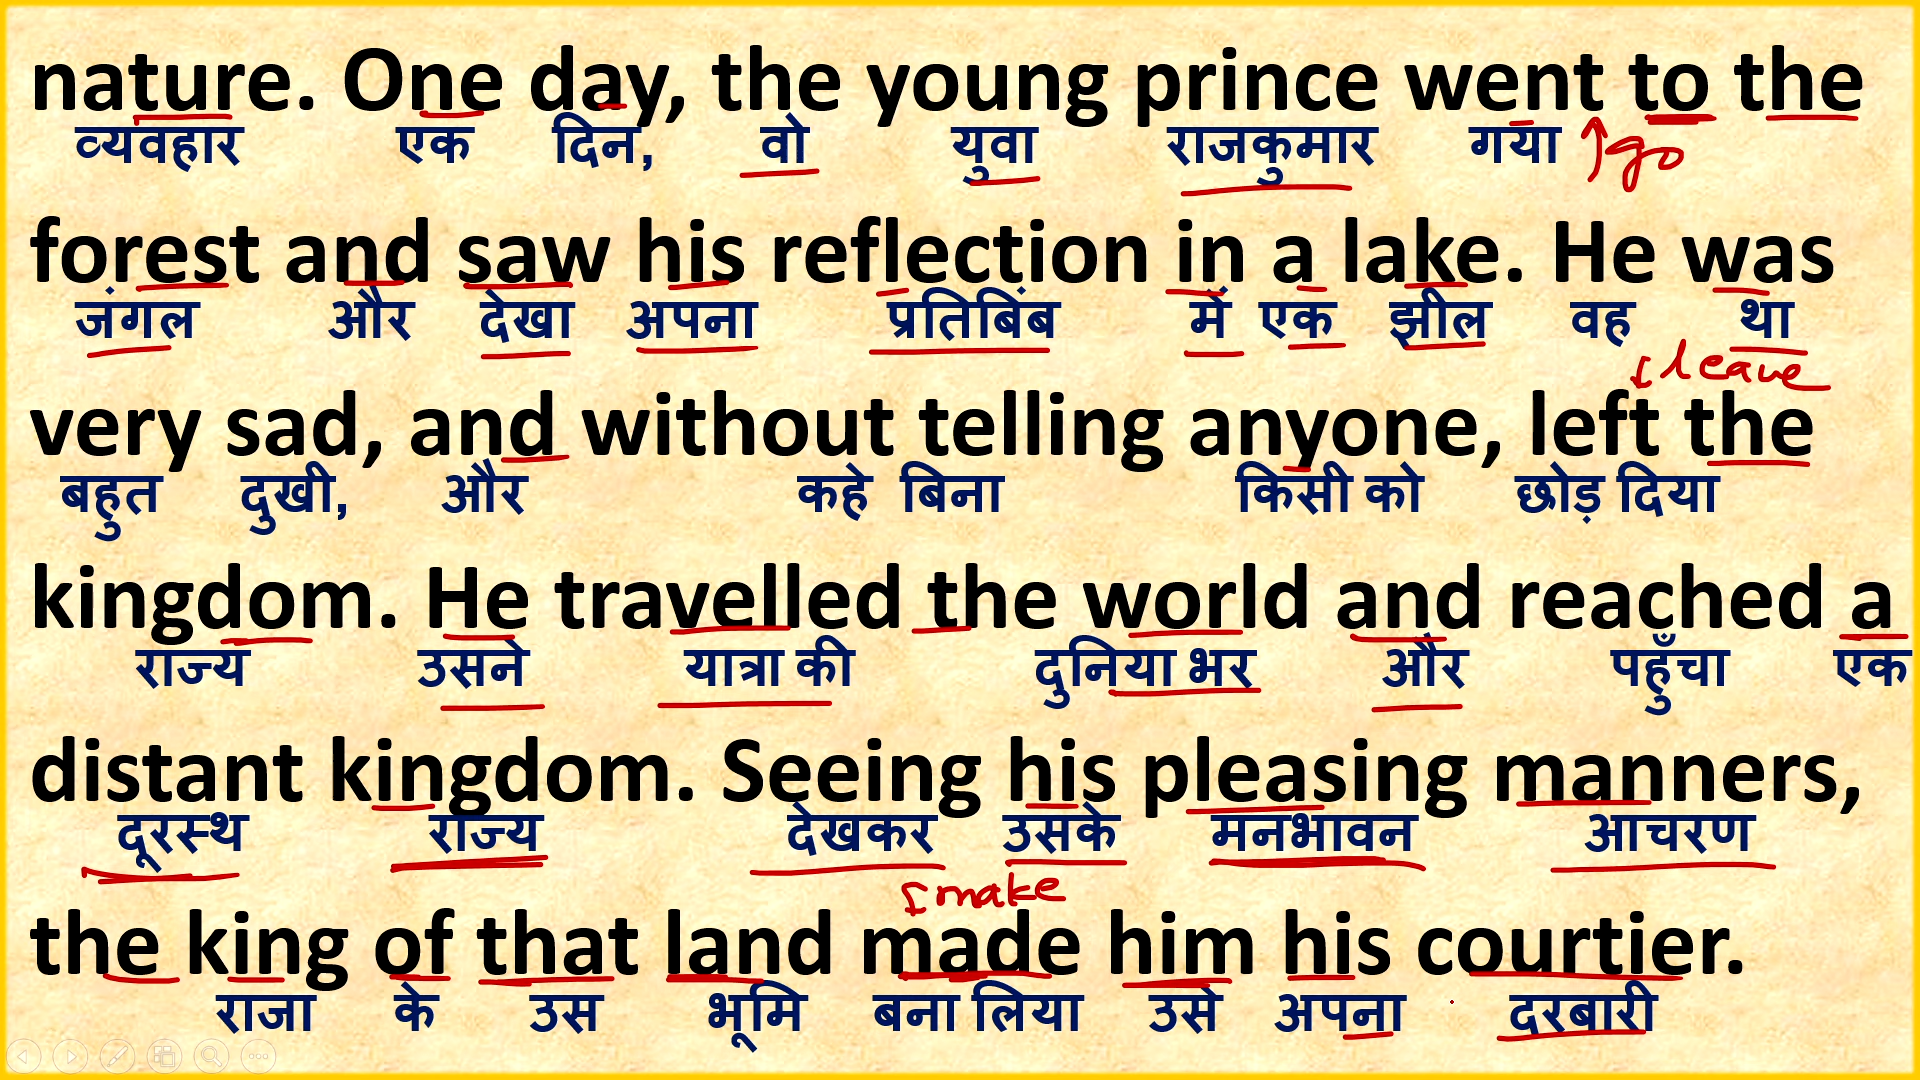 nature. One day, the young prince went to the
व्यवहार एक दिन, वो युवा राजकुमार गया go
forest and saw his reflection in a lake. He was
जंगल और देखा अपना प्रतिबिंब में एक झील वह था
leave
very sad, and without telling anyone, left the
बहुत दुखी, और कहे बिना किसी को छोड़ दिया
kingdom. He travelled the world and reached a
राज्य उसने यात्रा की दुनिया भर और पहुँचा एक
distant kingdom. Seeing his pleasing manners,
दूरस्थ राज्य देखकर उसके मनभावन आचरण
make
the king of that land made him his courtier.
राजा के उस भूमि बना लिया उसे अपना दरबारी